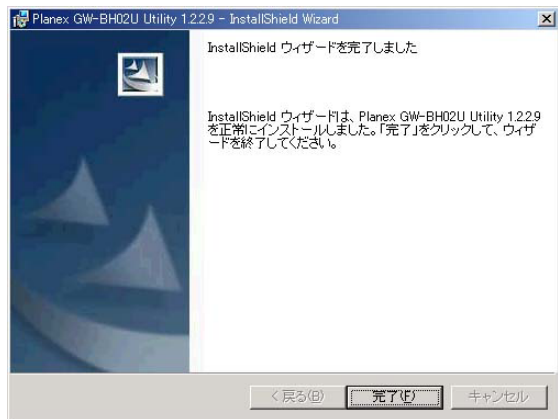 Planex GW-BH02U Utility 1.2.2.9 - InstallShield Wizard
InstallShield ウィザードを完了しました
InstallShield ウィザードは、Planex GW-BH02U Utility 1.2.2.9
を正常にインストールしました。「完了」をクリックして、ウィザ
ードを終了してください。
< 戻る(B)
完了(F)
キャンセル